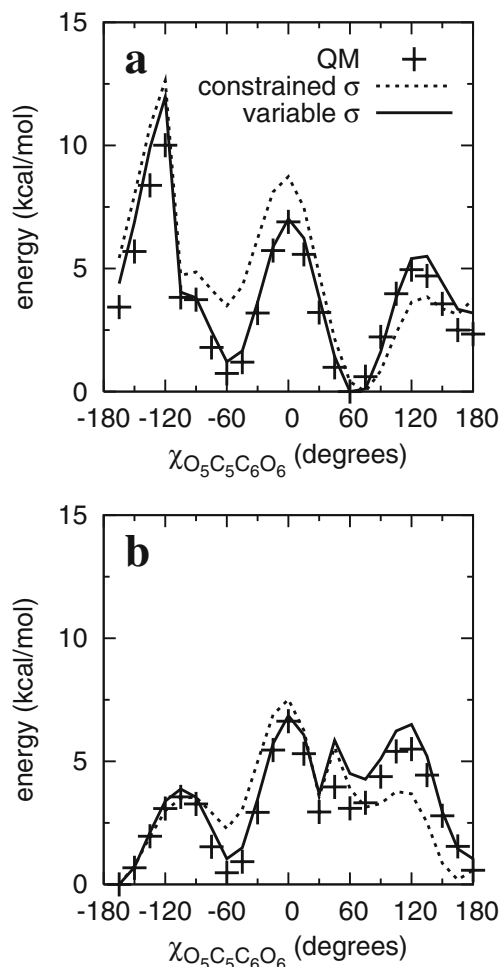 15
10
5
0
energy (kcal/mol)
a
QM
constrained σ
variable σ
-180 -120 -60 0 60 120 180
χO5C5C6O6 (degrees)
15
10
5
0
energy (kcal/mol)
b
-180 -120 -60 0 60 120 180
χO5C5C6O6 (degrees)